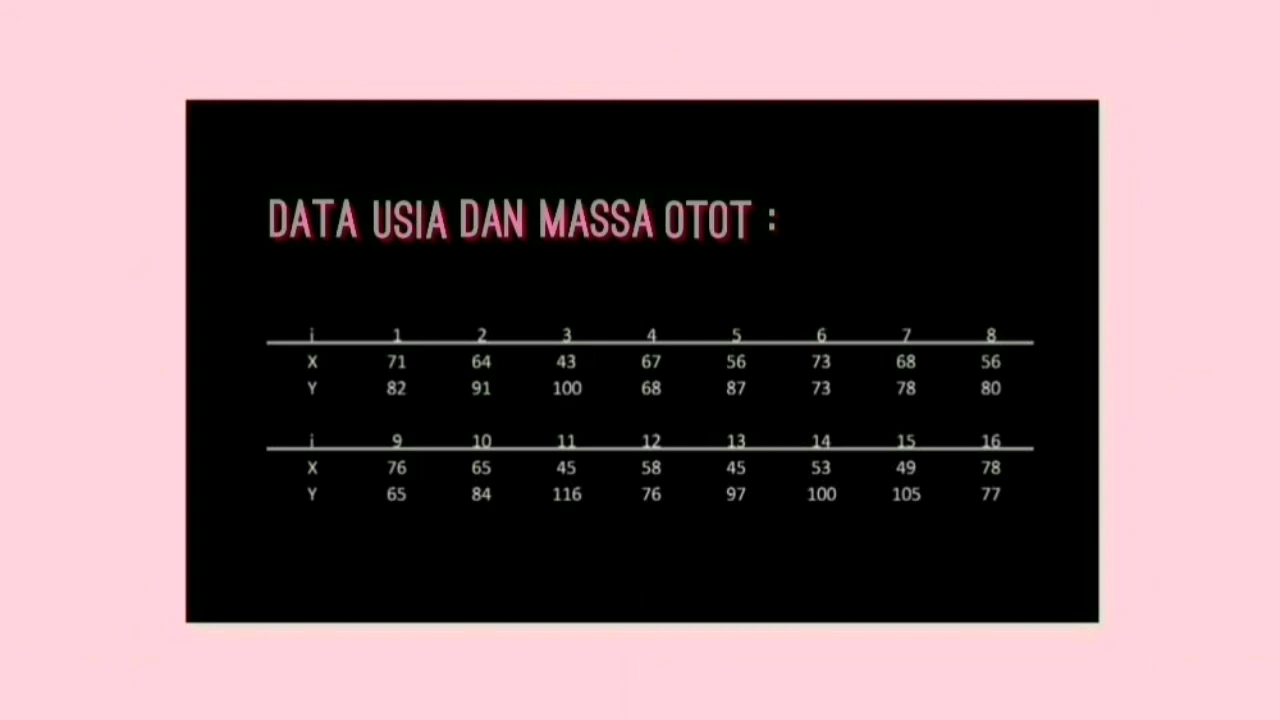 DATA USIA DAN MASSA OTOT :
i 1 2 3 4 5 6 7 8
X 71 64 43 67 56 73 68 56
Y 82 91 100 68 87 73 78 80
i 9 10 11 12 13 14 15 16
X 76 65 45 58 45 53 49 78
Y 65 84 116 76 97 100 105 77